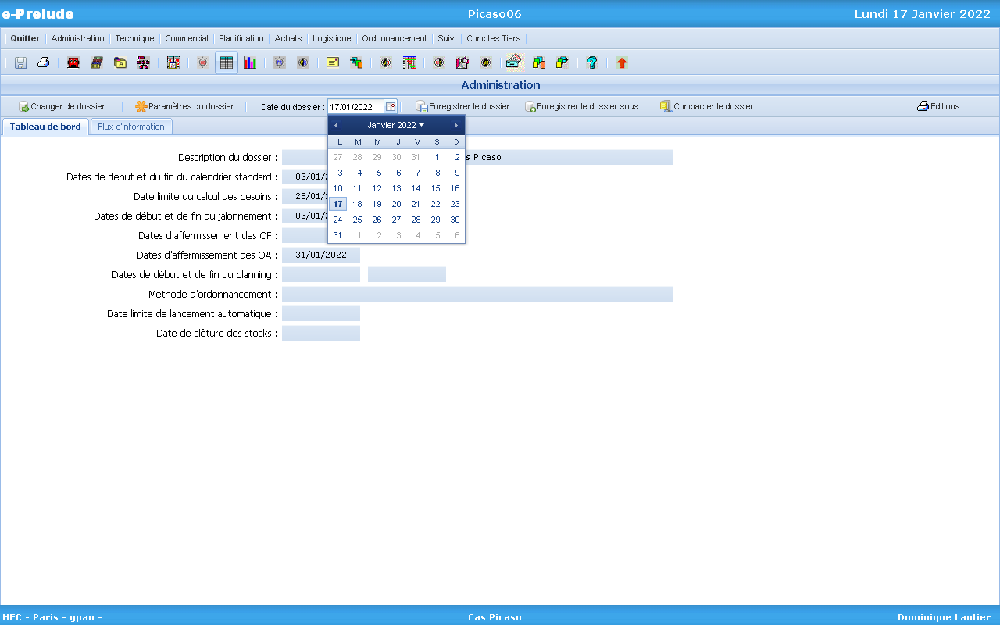 e-Prelude Picaso06 Lundi 17 Janvier 2022
Quitter Administration Technique Commercial Planification Achats Logistique Ordonnancement Suivi Comptes Tiers
Administration
Changer de dossier Paramètres du dossier Date du dossier : 17/01/2022 Enregistrer le dossier Enregistrer le dossier sous... Compacter le dossier Editions
Tableau de bord Flux d'information
Janvier 2022
L M M J V S D
27 28 29 30 31 1 2
3 4 5 6 7 8 9
10 11 12 13 14 15 16
17 18 19 20 21 22 23
24 25 26 27 28 29 30
31 1 2 3 4 5 6
Description du dossier : s Picaso
Dates de début et du fin du calendrier standard : 03/01/2
Date limite du calcul des besoins : 28/01/2
Dates de début et de fin du jalonnement : 03/01/2
Dates d'affermissement des OF :
Dates d'affermissement des OA : 31/01/2022
Dates de début et de fin du planning :
Méthode d'ordonnancement :
Date limite de lancement automatique :
Date de clôture des stocks :
HEC - Paris - gpao - Cas Picaso Dominique Lautier